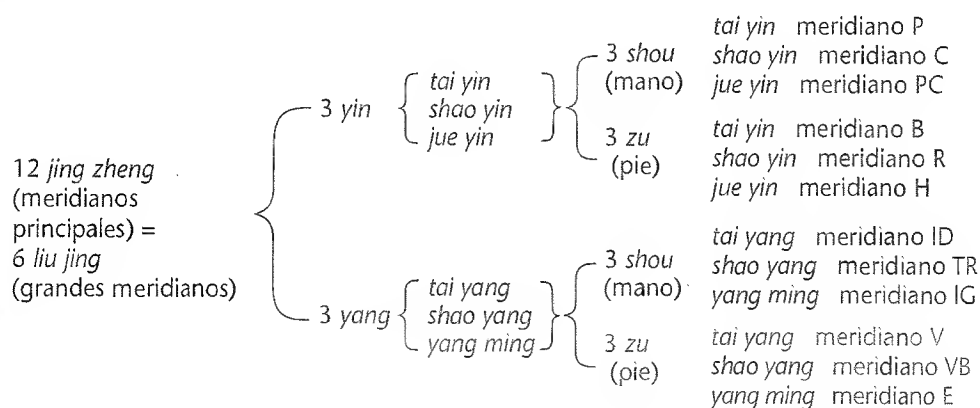 12 jing zheng
(meridianos
principales) =
6 liu jing
(grandes meridianos)
3 yin
tai yin
shao yin
jue yin
3 shou
(mano)
tai yin meridiano P
shao yin meridiano C
jue yin meridiano PC
3 zu
(pie)
tai yin meridiano B
shao yin meridiano R
jue yin meridiano H
3 yang
tai yang
shao yang
yang ming
3 shou
(mano)
tai yang meridiano ID
shao yang meridiano TR
yang ming meridiano IG
3 zu
(pie)
tai yang meridiano V
shao yang meridiano VB
yang ming meridiano E